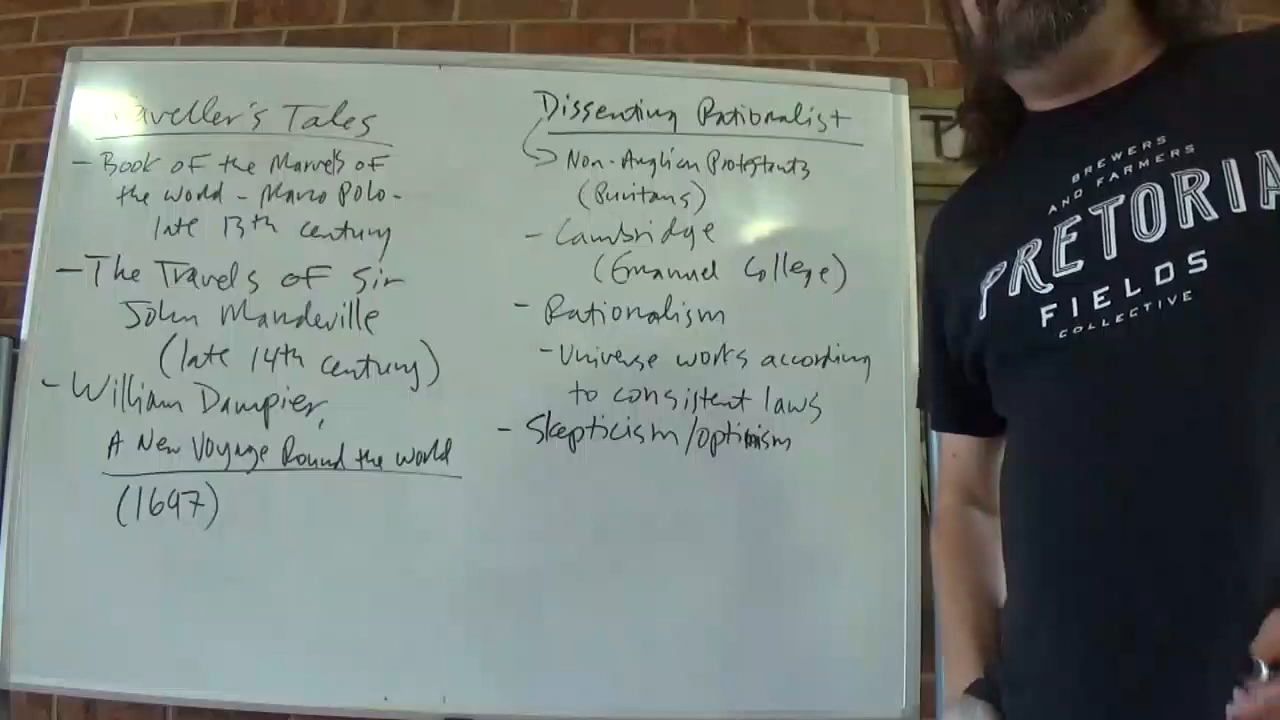 Traveller's Tales
- Book of the Marvels of
the world - Marco Polo -
late 13th century
- The Travels of Sir
John Mandeville
(late 14th century)
- William Dampier,
A New Voyage Round the World
(1697)
Dissenting Rationalist
Non-Anglican Protestants
(Puritans)
- Cambridge
(Emanuel College)
- Rationalism
- Universe works according
to consistent laws
- Skepticism/optimism
BREWERS
AND FARMERS
PRETORIA
FIELDS
COLLECTIVE